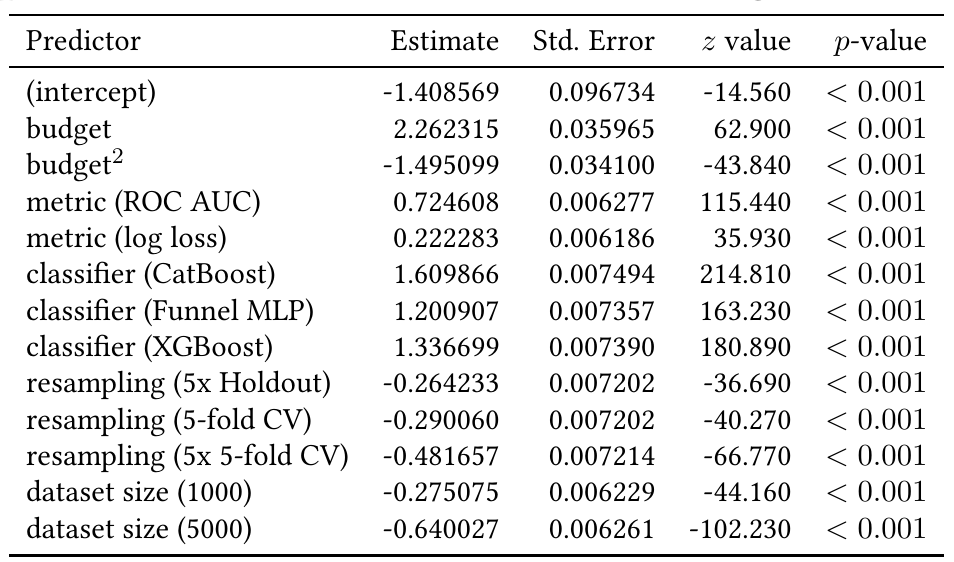 Predictor Estimate Std. Error z value p-value
(intercept) -1.408569 0.096734 -14.560 < 0.001
budget 2.262315 0.035965 62.900 < 0.001
budget² -1.495099 0.034100 -43.840 < 0.001
metric (ROC AUC) 0.724608 0.006277 115.440 < 0.001
metric (log loss) 0.222283 0.006186 35.930 < 0.001
classifier (CatBoost) 1.609866 0.007494 214.810 < 0.001
classifier (Funnel MLP) 1.200907 0.007357 163.230 < 0.001
classifier (XGBoost) 1.336699 0.007390 180.890 < 0.001
resampling (5x Holdout) -0.264233 0.007202 -36.690 < 0.001
resampling (5-fold CV) -0.290060 0.007202 -40.270 < 0.001
resampling (5x 5-fold CV) -0.481657 0.007214 -66.770 < 0.001
dataset size (1000) -0.275075 0.006229 -44.160 < 0.001
dataset size (5000) -0.640027 0.006261 -102.230 < 0.001